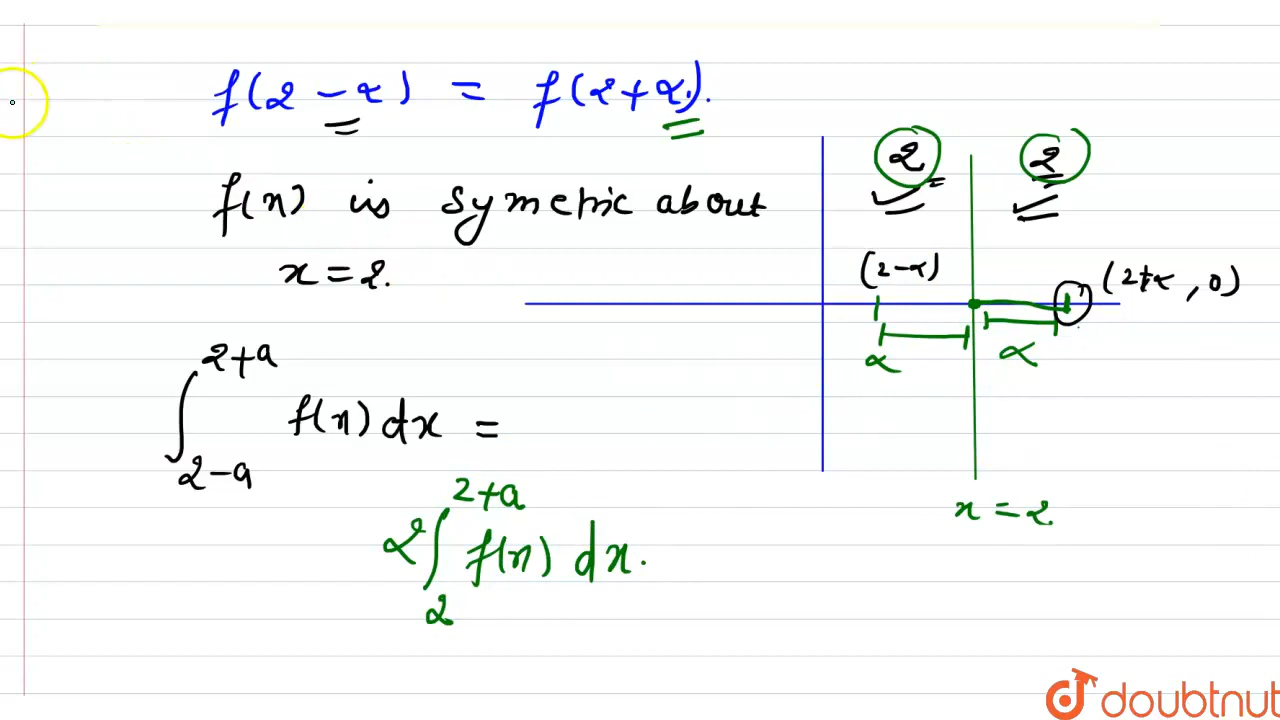 f(2 - α) = f(2 + α).
f(x) is symetric about
x = 2.
2 2
(2-α) (2+α, 0)
α α
x = 2
∫_{2-a}^{2+a} f(x) dx =
2 ∫_{2}^{2+a} f(x) dx.
doubtnut